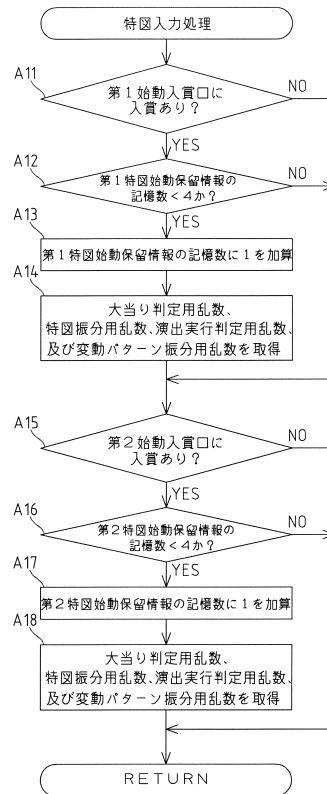 特図入力処理
A11
第1始動入賞口に
入賞あり?
NO
YES
A12
第1特図始動保留情報の
記憶数<4か?
NO
YES
A13
第1特図始動保留情報の記憶数に1を加算
A14
大当り判定用乱数、
特図振分用乱数、演出実行判定用乱数、
及び変動パターン振分用乱数を取得
A15
第2始動入賞口に
入賞あり?
NO
YES
A16
第2特図始動保留情報の
記憶数<4か?
NO
YES
A17
第2特図始動保留情報の記憶数に1を加算
A18
大当り判定用乱数、
特図振分用乱数、演出実行判定用乱数、
及び変動パターン振分用乱数を取得
RETURN